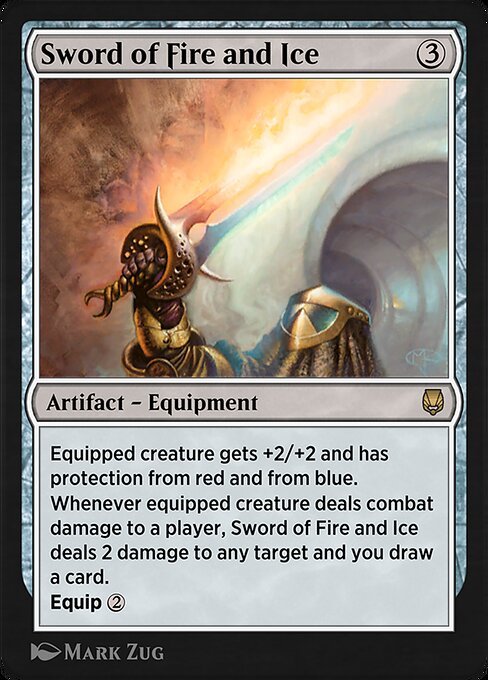 Sword of Fire and Ice 3
Artifact – Equipment
Equipped creature gets +2/+2 and has
protection from red and from blue.
Whenever equipped creature deals combat
damage to a player, Sword of Fire and Ice
deals 2 damage to any target and you draw
a card.
Equip 2
Mark Zug